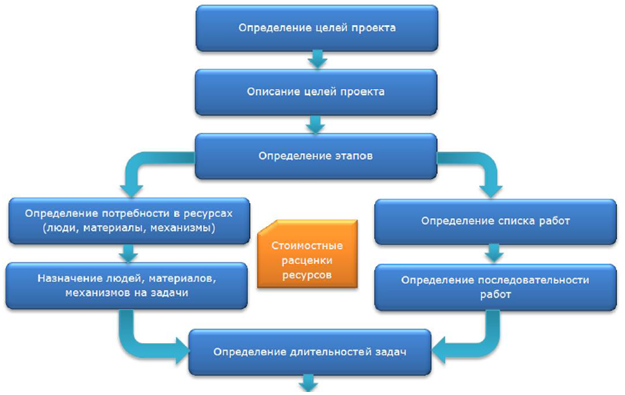 Определение целей проекта
Описание целей проекта
Определение этапов
Определение потребности в ресурсах
(люди, материалы, механизмы)
Определение списка работ
Стоимостные
расценки
ресурсов
Назначение людей, материалов,
механизмов на задачи
Определение последовательности
работ
Определение длительностей задач